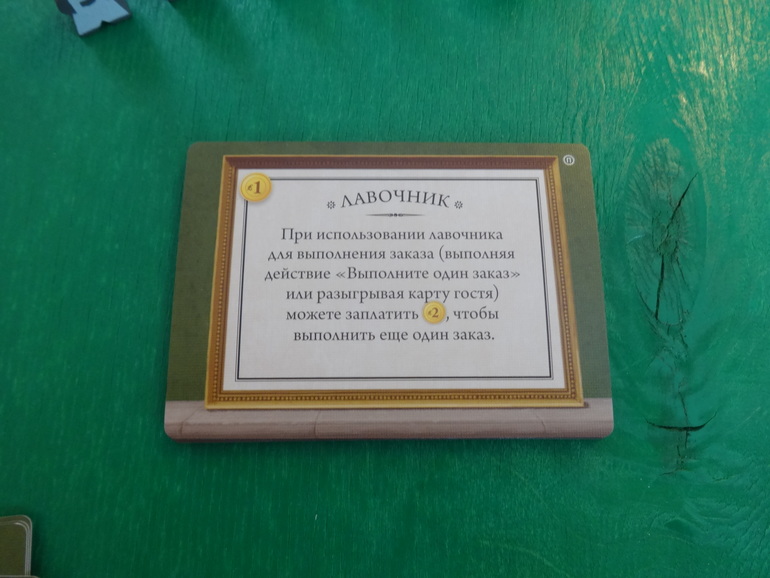 1
ЛАВОЧНИК
При использовании лавочника
для выполнения заказа (выполняя
действие «Выполните один заказ»
или разыгрывая карту гостя)
можете заплатить 2, чтобы
выполнить еще один заказ.